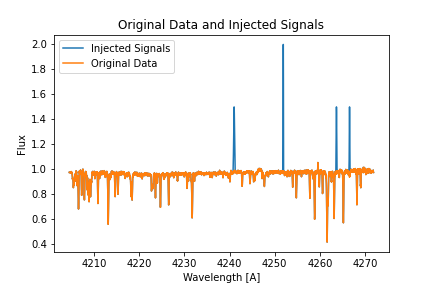 Original Data and Injected Signals
Injected Signals
Original Data
2.0
1.8
1.6
1.4
1.2
1.0
0.8
0.6
0.4
Flux
4210 4220 4230 4240 4250 4260 4270
Wavelength [A]